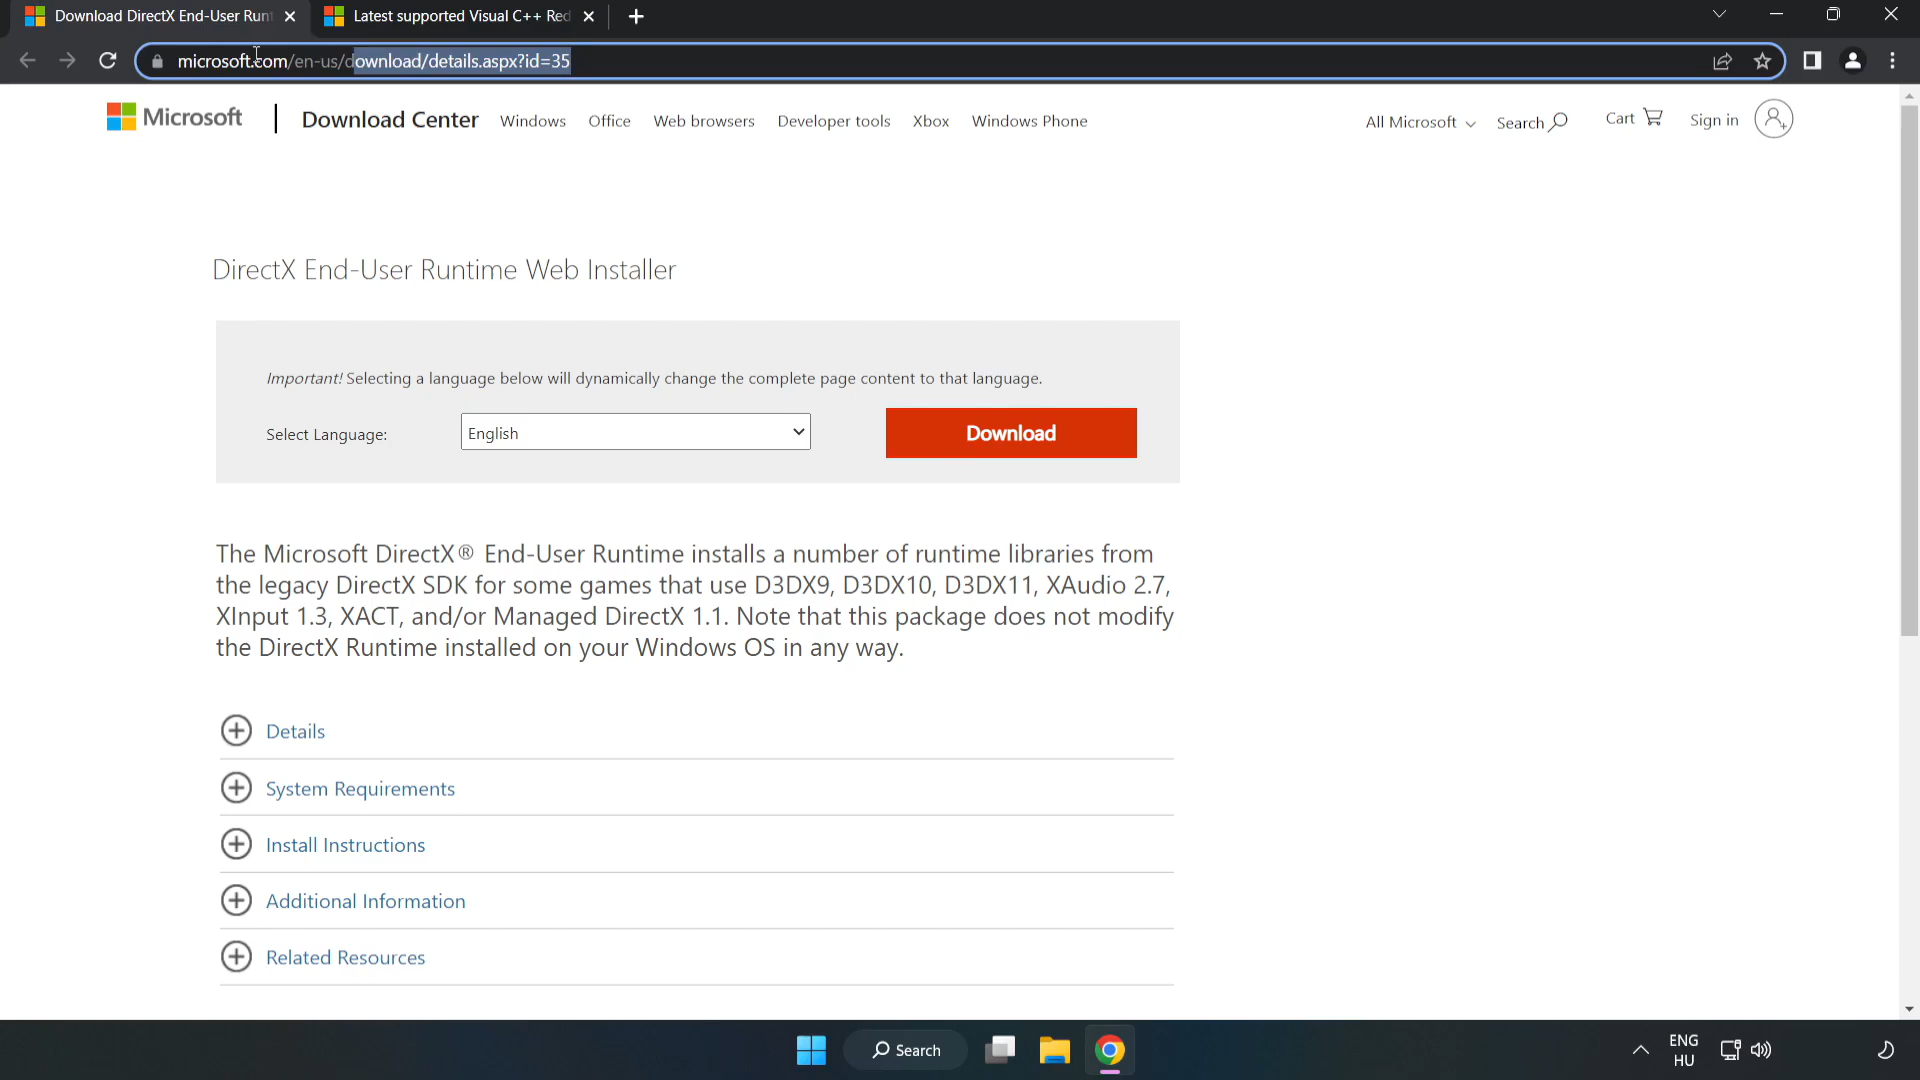 Download DirectX End-User Runt
Latest supported Visual C++ Red
microsoft.com/en-us/download/details.aspx?id=35
Microsoft
Download Center
Windows
Office
Web browsers
Developer tools
Xbox
Windows Phone
All Microsoft
Search
Cart
Sign in
DirectX End-User Runtime Web Installer
Important! Selecting a language below will dynamically change the complete page content to that language.
Select Language:
English
Download
The Microsoft DirectX® End-User Runtime installs a number of runtime libraries from
the legacy DirectX SDK for some games that use D3DX9, D3DX10, D3DX11, XAudio 2.7,
XInput 1.3, XACT, and/or Managed DirectX 1.1. Note that this package does not modify
the DirectX Runtime installed on your Windows OS in any way.
Details
System Requirements
Install Instructions
Additional Information
Related Resources
Search
ENG
HU